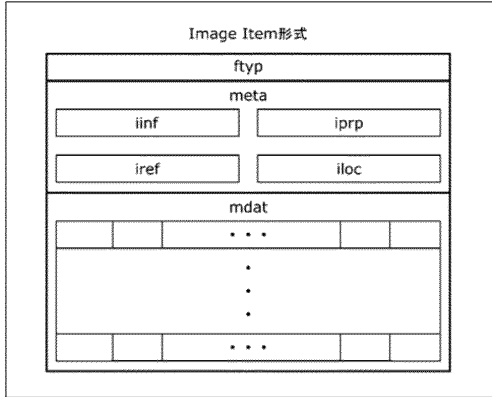 Image Item形式
ftyp
meta
iinf
iprp
iref
iloc
mdat
• • •
•
•
•
• • •